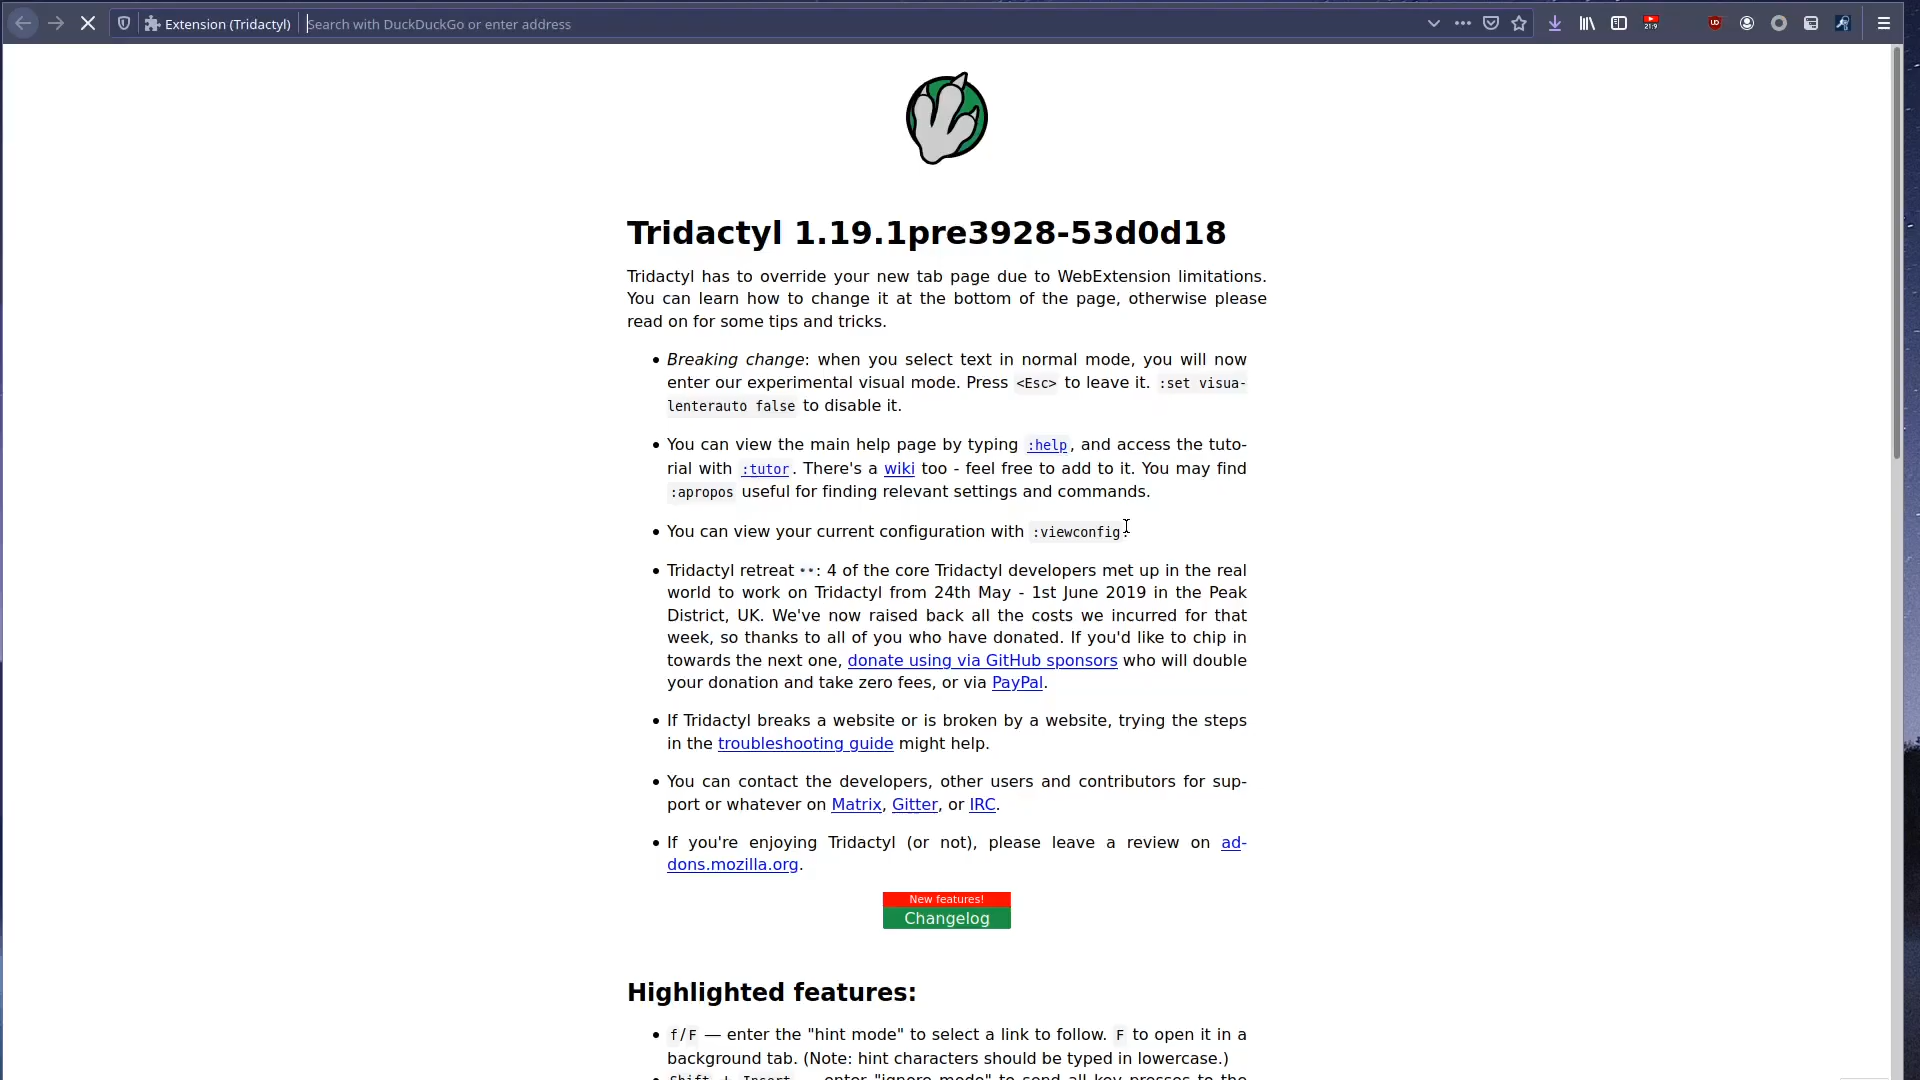 Extension (Tridactyl) Search with DuckDuckGo or enter address
21:9
Tridactyl 1.19.1pre3928-53d0d18
Tridactyl has to override your new tab page due to WebExtension limitations.
You can learn how to change it at the bottom of the page, otherwise please
read on for some tips and tricks.
• Breaking change: when you select text in normal mode, you will now
enter our experimental visual mode. Press <Esc> to leave it. :set visua-
lenterauto false to disable it.
• You can view the main help page by typing :help, and access the tuto-
rial with :tutor. There's a wiki too - feel free to add to it. You may find
:apropos useful for finding relevant settings and commands.
• You can view your current configuration with :viewconfig.
• Tridactyl retreat ••: 4 of the core Tridactyl developers met up in the real
world to work on Tridactyl from 24th May - 1st June 2019 in the Peak
District, UK. We've now raised back all the costs we incurred for that
week, so thanks to all of you who have donated. If you'd like to chip in
towards the next one, donate using via GitHub sponsors who will double
your donation and take zero fees, or via PayPal.
• If Tridactyl breaks a website or is broken by a website, trying the steps
in the troubleshooting guide might help.
• You can contact the developers, other users and contributors for sup-
port or whatever on Matrix, Gitter, or IRC.
• If you're enjoying Tridactyl (or not), please leave a review on ad-
dons.mozilla.org.
New features!
Changelog
Highlighted features:
• f/F — enter the "hint mode" to select a link to follow. F to open it in a
background tab. (Note: hint characters should be typed in lowercase.)
• Shift + Insert — enter "ignore mode" to send all key presses to the